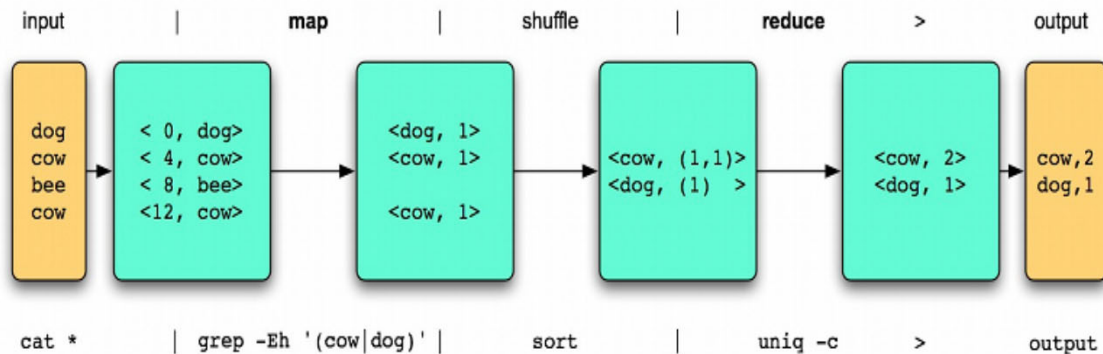 input | map | shuffle | reduce > output
dog
cow
bee
cow
< 0, dog>
< 4, cow>
< 8, bee>
<12, cow>
<dog, 1>
<cow, 1>
<cow, 1>
<cow, (1,1)>
<dog, (1) >
<cow, 2>
<dog, 1>
cow,2
dog,1
cat * | grep -Eh '(cow|dog)' | sort | uniq -c > output